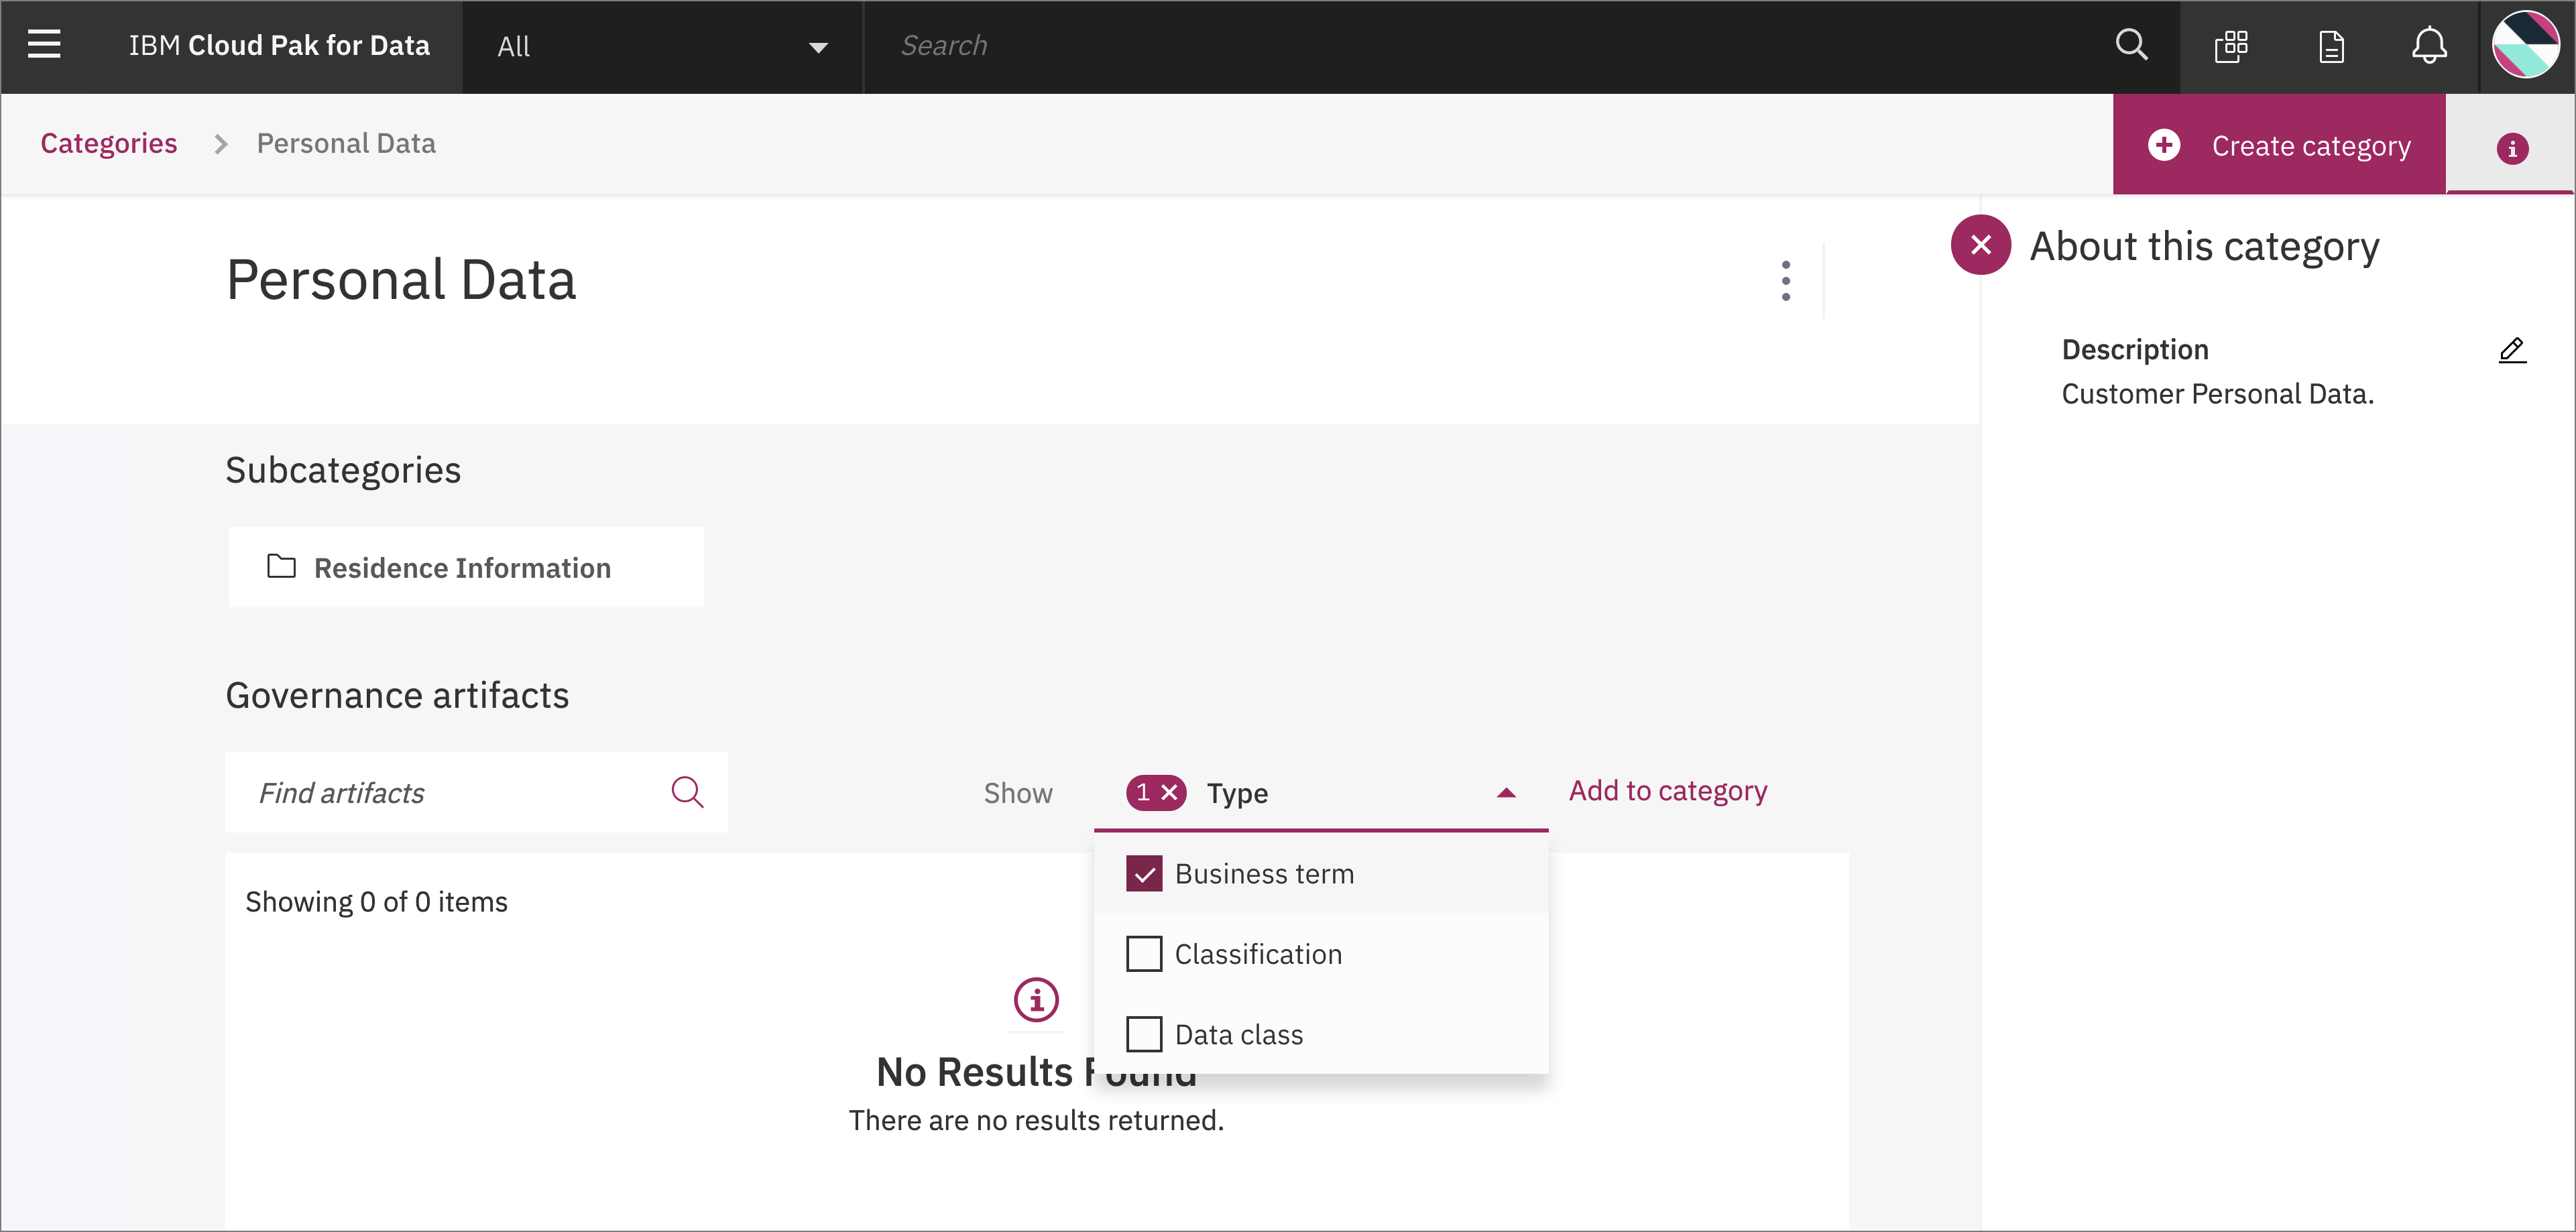 IBM Cloud Pak for Data
All
Search
Categories > Personal Data
Create category
Personal Data
About this category
Description
Customer Personal Data.
Subcategories
Residence Information
Governance artifacts
Find artifacts
Show
1 × Type
Add to category
Business term
Showing 0 of 0 items
Classification
Data class
No Results Found
There are no results returned.